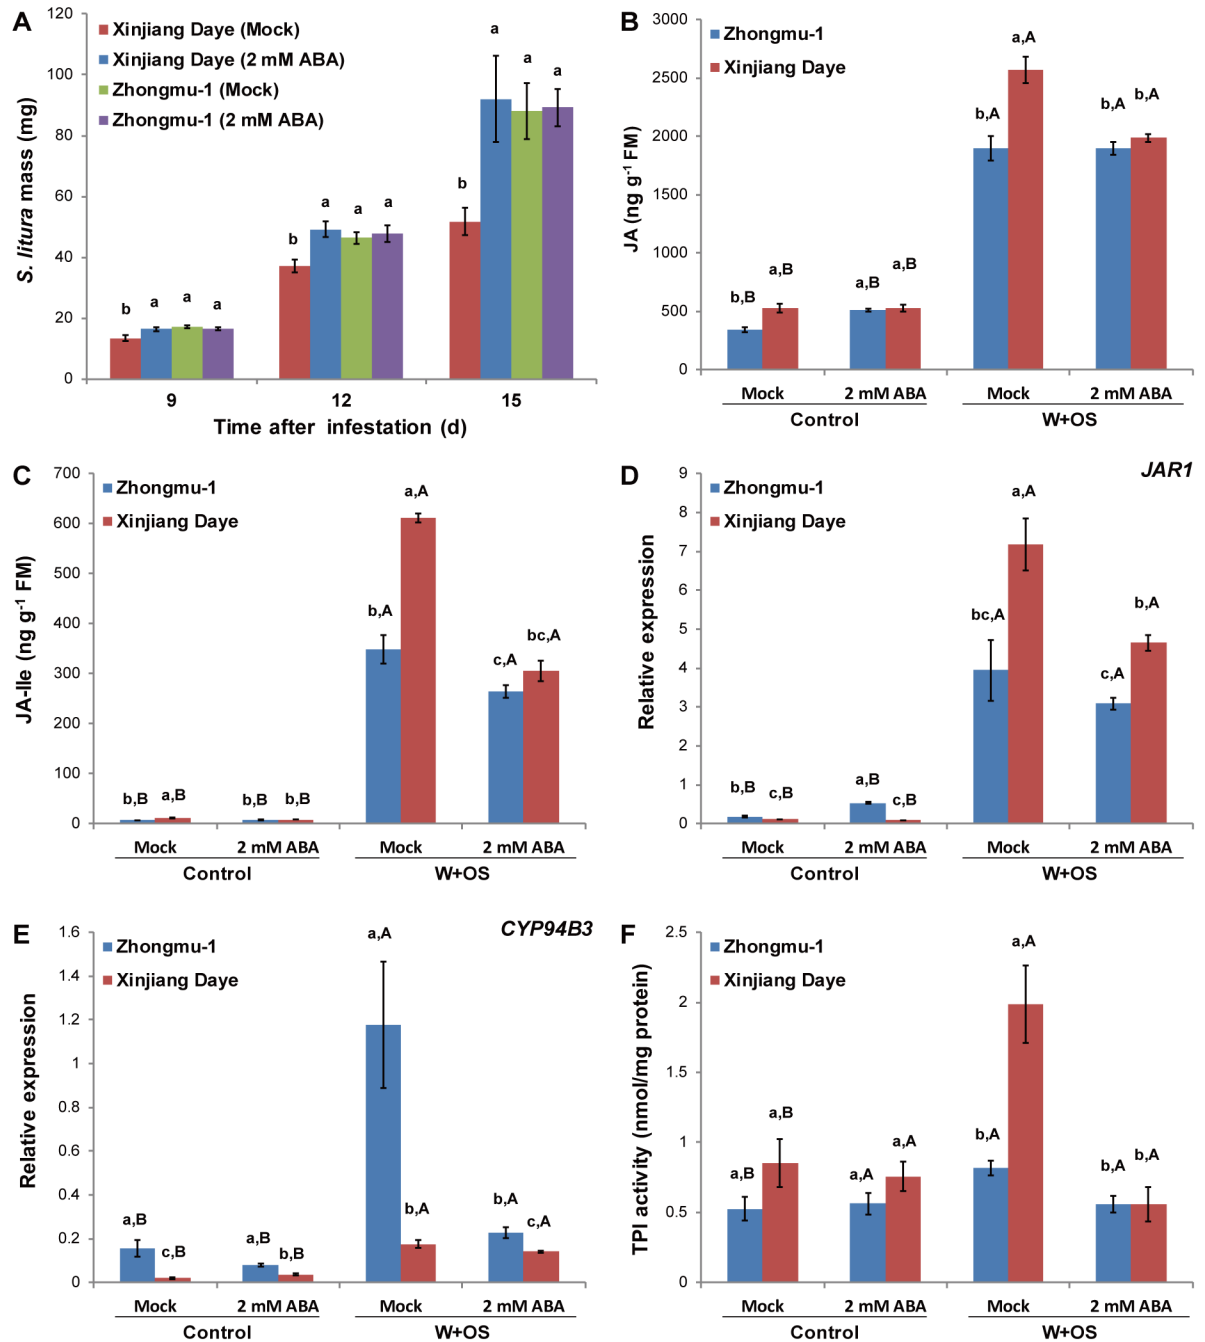 A
120
100
80
60
40
20
0
S. litura mass (mg)
Xinjiang Daye (Mock)
Xinjiang Daye (2 mM ABA)
Zhongmu-1 (Mock)
Zhongmu-1 (2 mM ABA)
b a a a
b a a a
b a a a
9 12 15
Time after infestation (d)
B
3000
2500
2000
1500
1000
500
0
JA (ng g⁻¹ FM)
Zhongmu-1
Xinjiang Daye
b,B a,B a,B a,B b,A a,A b,A b,A
Mock 2 mM ABA Mock 2 mM ABA
Control W+OS
C
700
600
500
400
300
200
100
0
JA-Ile (ng g⁻¹ FM)
Zhongmu-1
Xinjiang Daye
b,B a,B b,B b,B b,A a,A c,A bc,A
Mock 2 mM ABA Mock 2 mM ABA
Control W+OS
D
JAR1
9
8
7
6
5
4
3
2
1
0
Relative expression
Zhongmu-1
Xinjiang Daye
b,B c,B a,B c,B bc,A a,A c,A b,A
Mock 2 mM ABA Mock 2 mM ABA
Control W+OS
E
CYP94B3
1.6
1.4
1.2
1
0.8
0.6
0.4
0.2
0
Relative expression
Zhongmu-1
Xinjiang Daye
a,B c,B a,B b,B a,A b,A b,A c,A
Mock 2 mM ABA Mock 2 mM ABA
Control W+OS
F
2.5
2
1.5
1
0.5
0
TPI activity (nmol/mg protein)
Zhongmu-1
Xinjiang Daye
a,B a,B a,A a,A b,A a,A b,A b,A
Mock 2 mM ABA Mock 2 mM ABA
Control W+OS